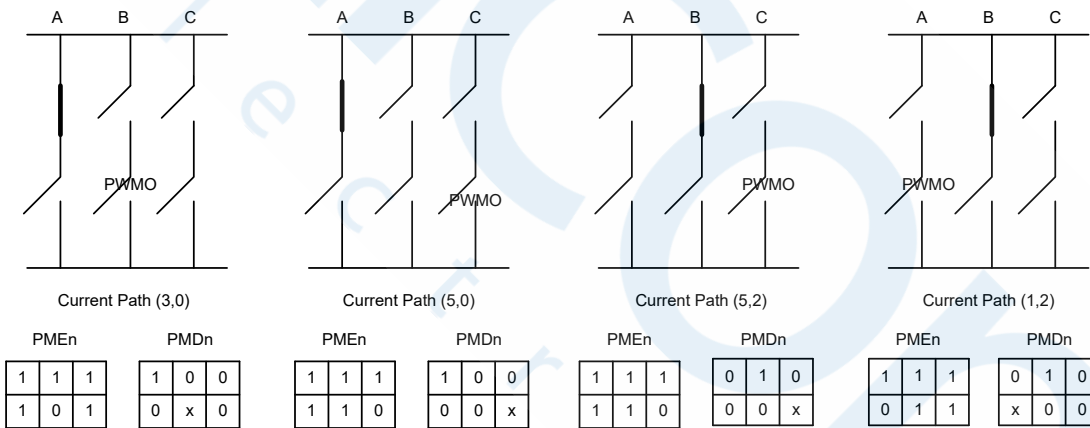 A B C A B C A B C A B C
PWMO PWMO PWMO PWMO
Current Path (3,0) Current Path (5,0) Current Path (5,2) Current Path (1,2)
PMEn PMDn PMEn PMDn PMEn PMDn PMEn PMDn
1 1 1 1 0 0 1 1 1 1 0 0 1 1 1 0 1 0 1 1 1 0 1 0
1 0 1 0 x 0 1 1 0 0 0 x 1 1 0 0 0 x 0 1 1 x 0 0